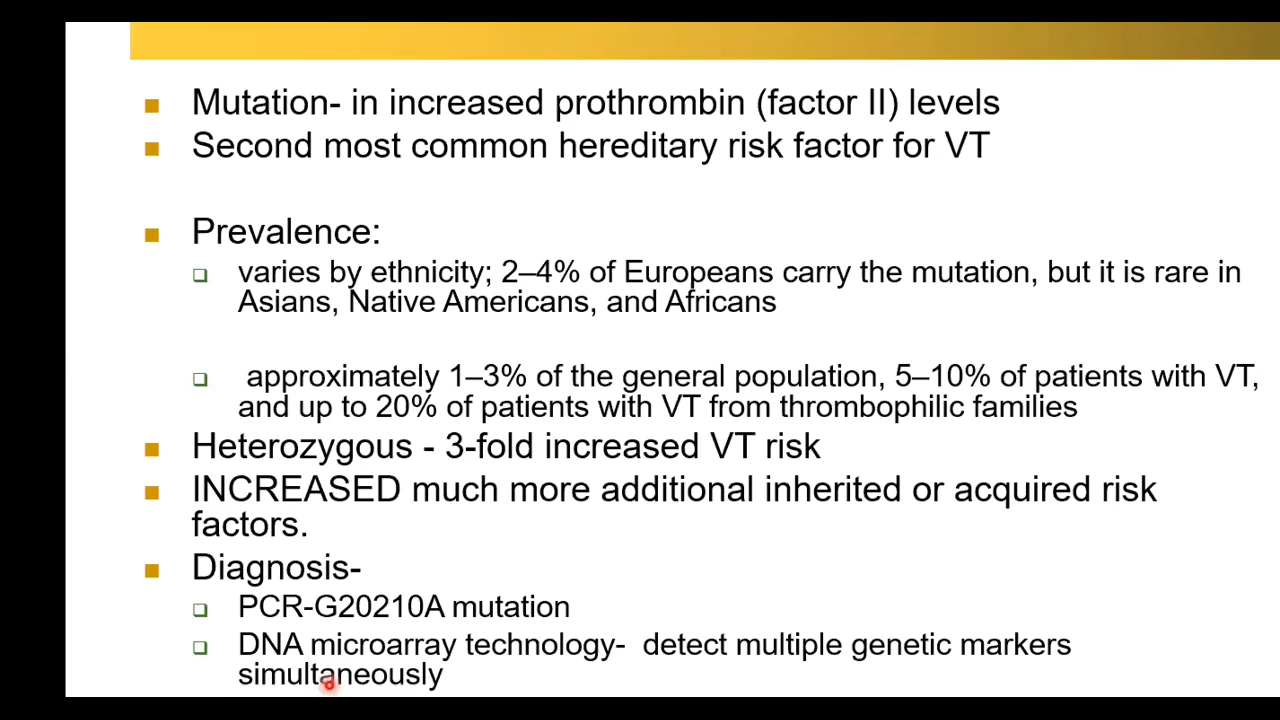 Mutation- in increased prothrombin (factor II) levels
Second most common hereditary risk factor for VT
Prevalence:
varies by ethnicity; 2–4% of Europeans carry the mutation, but it is rare in
Asians, Native Americans, and Africans
approximately 1–3% of the general population, 5–10% of patients with VT,
and up to 20% of patients with VT from thrombophilic families
Heterozygous - 3-fold increased VT risk
INCREASED much more additional inherited or acquired risk
factors.
Diagnosis-
PCR-G20210A mutation
DNA microarray technology- detect multiple genetic markers
simultaneously